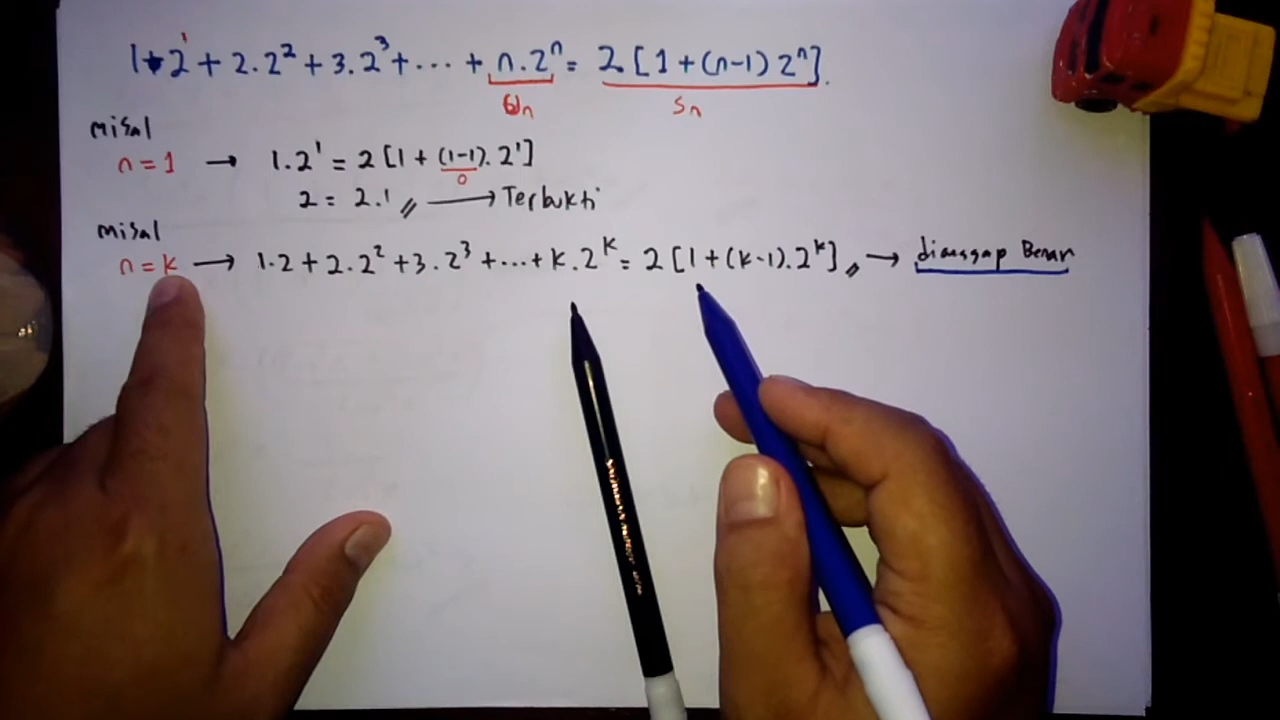 1·2¹ + 2.2² + 3.2³ + ... + n.2ⁿ = 2[1+(n-1)2ⁿ].
Un Sn
misal
n = 1 → 1.2¹ = 2[1 + (1-1).2¹]
0
2 = 2.1 // → Terbukti
misal
n = k → 1.2 + 2.2² + 3.2³ + ... + k.2ᵏ = 2[1+(k-1).2ᵏ] // → dianggap Benar